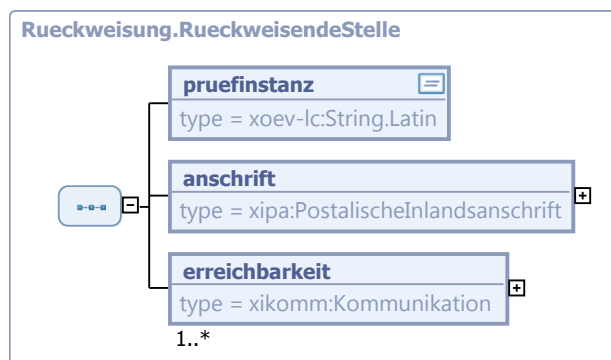 Rueckweisung.RueckweisendeStelle
pruefinstanz
type = xoev-lc:String.Latin
anschrift
type = xipa:PostalischeInlandsanschrift
erreichbarkeit
type = xikomm:Kommunikation
1..*